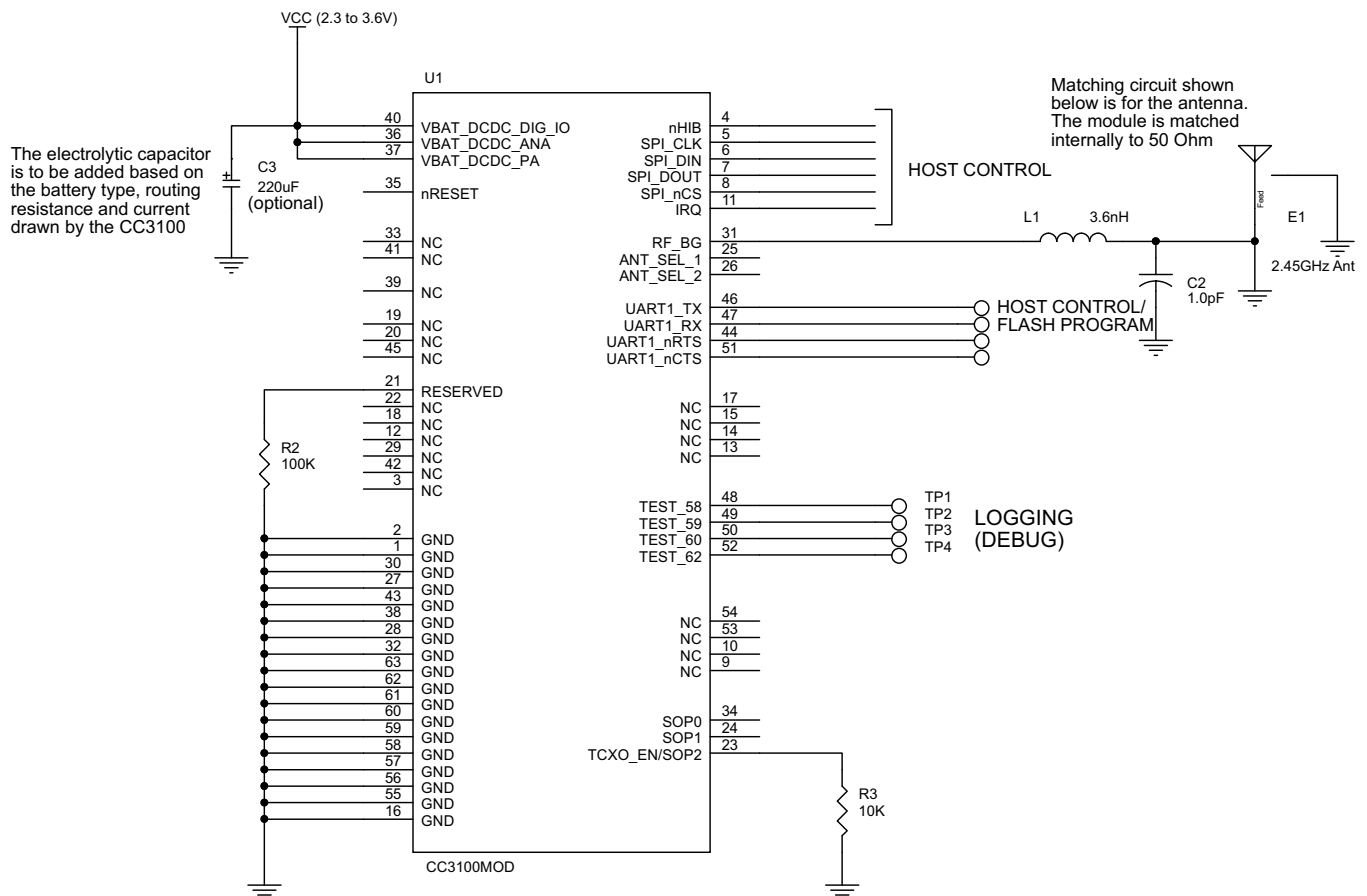 VCC (2.3 to 3.6V)
U1
The electrolytic capacitor
is to be added based on
the battery type, routing
resistance and current
drawn by the CC3100
C3
220uF
(optional)
40 VBAT_DCDC_DIG_IO
36 VBAT_DCDC_ANA
37 VBAT_DCDC_PA
35 nRESET
33 NC
41 NC
39 NC
19 NC
20 NC
45 NC
21 RESERVED
22 NC
18 NC
12 NC
29 NC
42 NC
3 NC
R2
100K
2 GND
1 GND
30 GND
27 GND
43 GND
38 GND
28 GND
32 GND
63 GND
62 GND
61 GND
60 GND
59 GND
58 GND
57 GND
56 GND
55 GND
16 GND
nHIB 4
SPI_CLK 5
SPI_DIN 6
SPI_DOUT 7
SPI_nCS 8
IRQ 11
HOST CONTROL
RF_BG 31
ANT_SEL_1 25
ANT_SEL_2 26
UART1_TX 46
UART1_RX 47
UART1_nRTS 44
UART1_nCTS 51
HOST CONTROL/
FLASH PROGRAM
NC 17
NC 15
NC 14
NC 13
TEST_58 48 TP1
TEST_59 49 TP2
TEST_60 50 TP3
TEST_62 52 TP4
LOGGING
(DEBUG)
NC 54
NC 53
NC 10
NC 9
SOP0 34
SOP1 24
TCXO_EN/SOP2 23
R3
10K
CC3100MOD
Matching circuit shown
below is for the antenna.
The module is matched
internally to 50 Ohm
L1 3.6nH
Feed
E1
2.45GHz Ant
C2
1.0pF